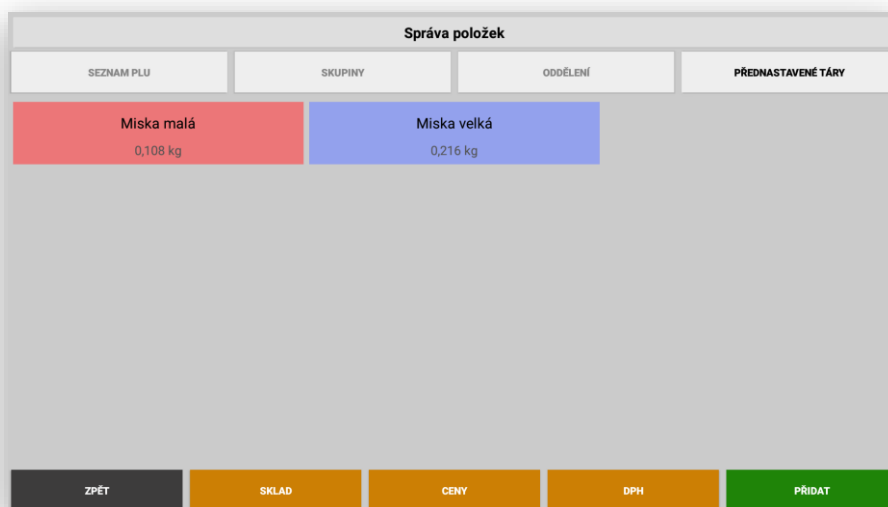 Správa položek
SEZNAM PLU
SKUPINY
ODDĚLENÍ
PŘEDNASTAVENÉ TÁRY
Miska malá
0,108 kg
Miska velká
0,216 kg
ZPĚT
SKLAD
CENY
DPH
PŘIDAT